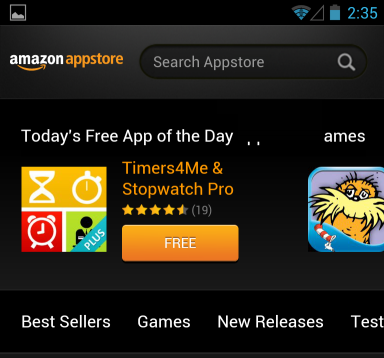 2:35
amazon appstore
Search Appstore
Today's Free App of the Day
ames
Timers4Me &
Stopwatch Pro
(19)
PLUS
FREE
Best Sellers Games New Releases Test